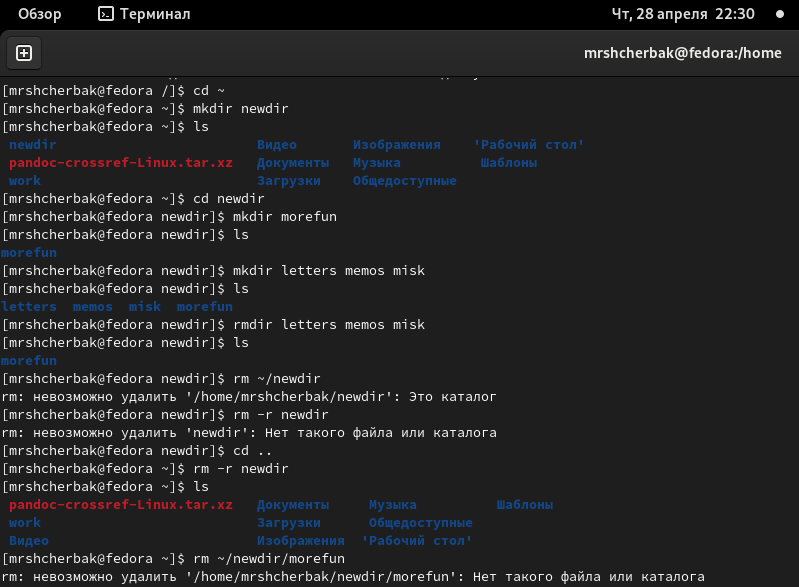 Обзор Терминал Чт, 28 апреля 22:30
mrshcherbak@fedora:/home
[mrshcherbak@fedora /]$ cd ~
[mrshcherbak@fedora ~]$ mkdir newdir
[mrshcherbak@fedora ~]$ ls
newdir Видео Изображения 'Рабочий стол'
pandoc-crossref-Linux.tar.xz Документы Музыка Шаблоны
work Загрузки Общедоступные
[mrshcherbak@fedora ~]$ cd newdir
[mrshcherbak@fedora newdir]$ mkdir morefun
[mrshcherbak@fedora newdir]$ ls
morefun
[mrshcherbak@fedora newdir]$ mkdir letters memos misk
[mrshcherbak@fedora newdir]$ ls
letters memos misk morefun
[mrshcherbak@fedora newdir]$ rmdir letters memos misk
[mrshcherbak@fedora newdir]$ ls
morefun
[mrshcherbak@fedora newdir]$ rm ~/newdir
rm: невозможно удалить '/home/mrshcherbak/newdir': Это каталог
[mrshcherbak@fedora newdir]$ rm -r newdir
rm: невозможно удалить 'newdir': Нет такого файла или каталога
[mrshcherbak@fedora newdir]$ cd ..
[mrshcherbak@fedora ~]$ rm -r newdir
[mrshcherbak@fedora ~]$ ls
pandoc-crossref-Linux.tar.xz Документы Музыка Шаблоны
work Загрузки Общедоступные
Видео Изображения 'Рабочий стол'
[mrshcherbak@fedora ~]$ rm ~/newdir/morefun
rm: невозможно удалить '/home/mrshcherbak/newdir/morefun': Нет такого файла или каталога